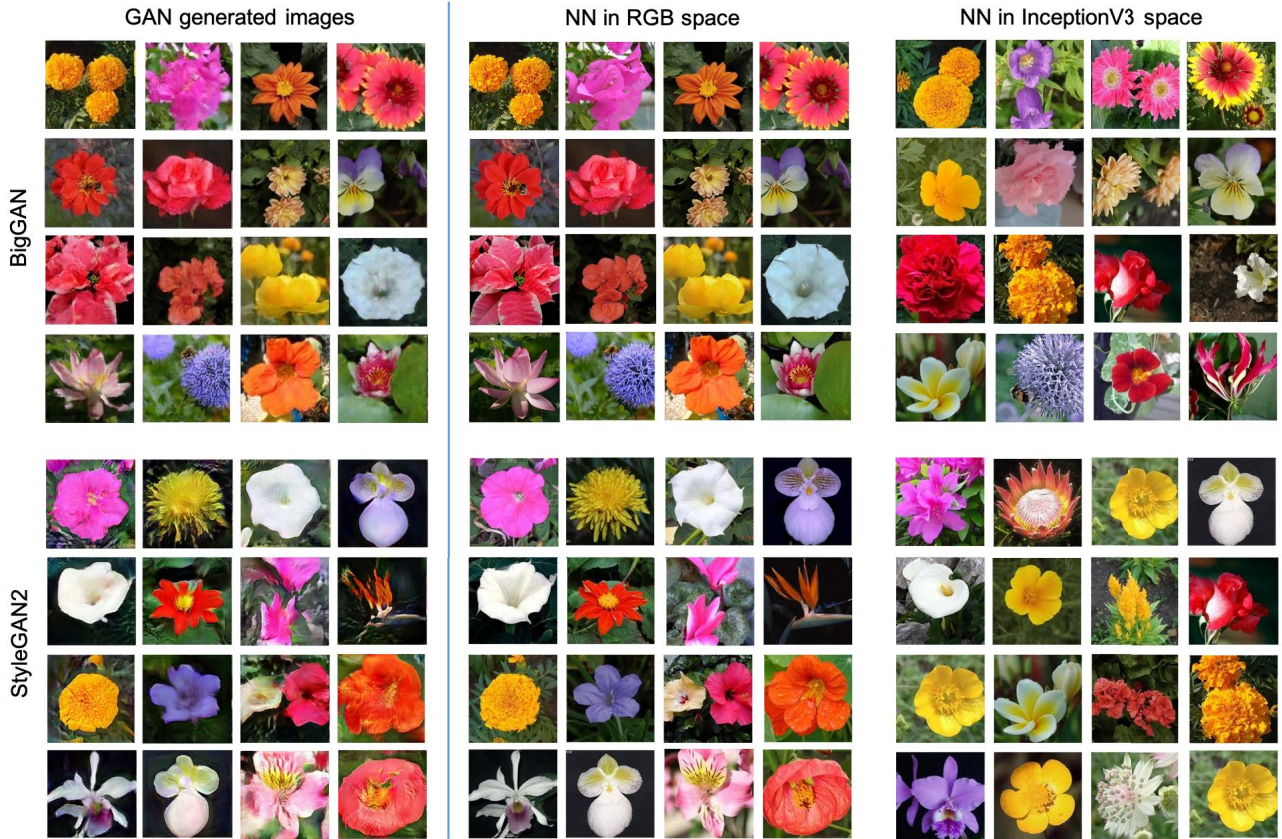 GAN generated images
NN in RGB space
NN in InceptionV3 space
BigGAN
StyleGAN2